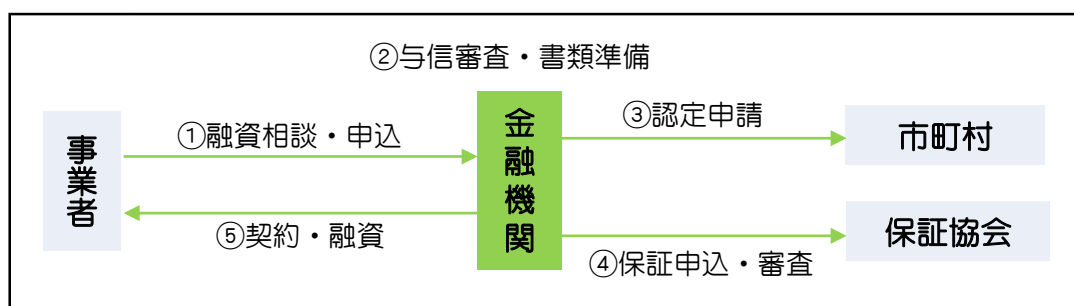 ②与信審査・書類準備
事業者
①融資相談・申込
⑤契約・融資
金融機関
③認定申請
④保証申込・審査
市町村
保証協会